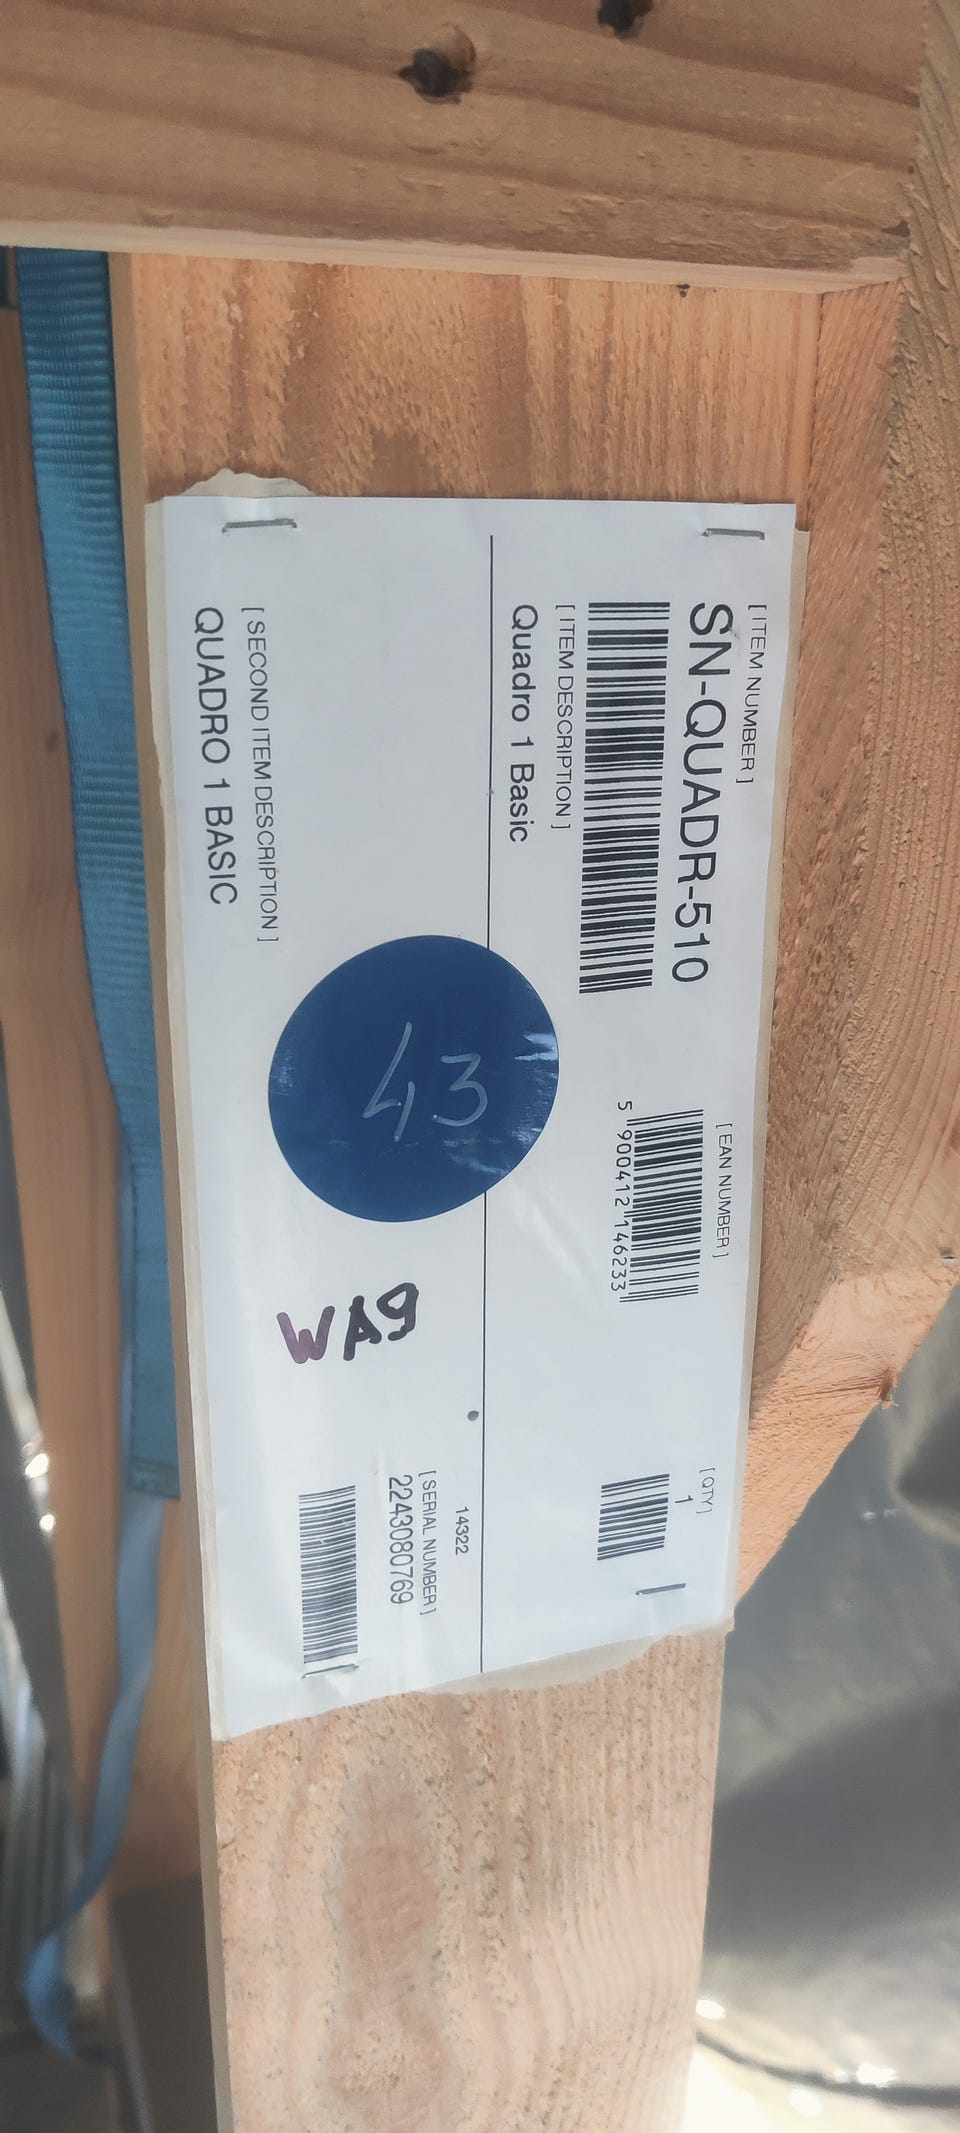 [ ITEM NUMBER ]
SN-QUADR-510
[ EAN NUMBER ]
5 900412 146233
[ QTY ]
1
[ ITEM DESCRIPTION ]
Quadro 1 Basic
43
WA9
14322
[ SERIAL NUMBER ]
2243080769
[ SECOND ITEM DESCRIPTION ]
QUADRO 1 BASIC